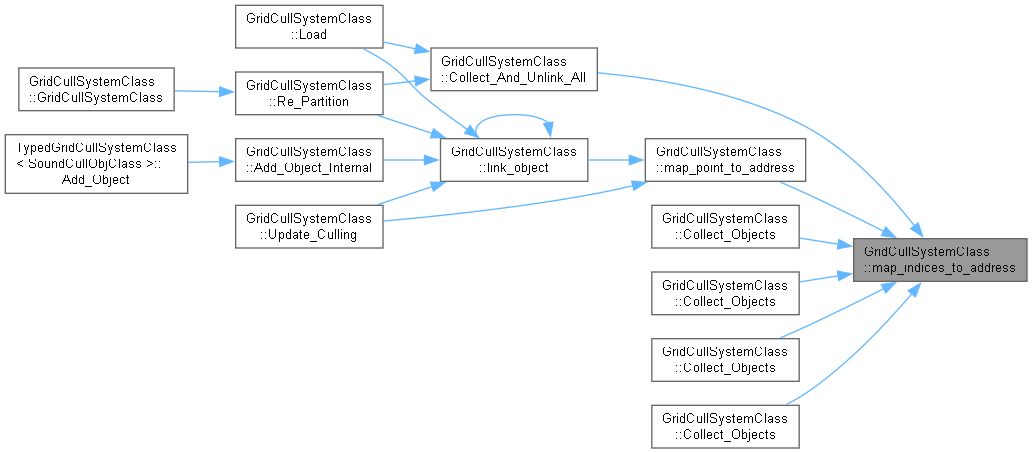 GridCullSystemClass
::Load
GridCullSystemClass
::Collect_And_Unlink_All
GridCullSystemClass
::GridCullSystemClass
GridCullSystemClass
::Re_Partition
TypedGridCullSystemClass
< SoundCullObjClass >::
Add_Object
GridCullSystemClass
::Add_Object_Internal
GridCullSystemClass
::link_object
GridCullSystemClass
::map_point_to_address
GridCullSystemClass
::Update_Culling
GridCullSystemClass
::Collect_Objects
GridCullSystemClass
::map_indices_to_address
GridCullSystemClass
::Collect_Objects
GridCullSystemClass
::Collect_Objects
GridCullSystemClass
::Collect_Objects